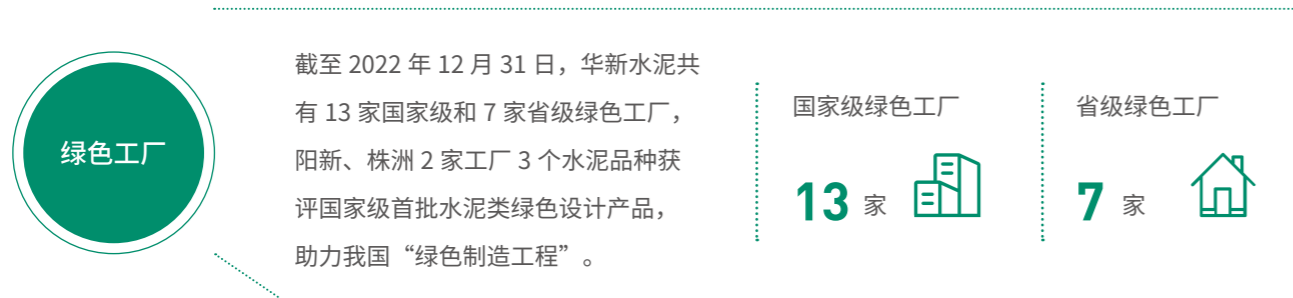 绿色工厂
截至 2022 年 12 月 31 日，华新水泥共
有 13 家国家级和 7 家省级绿色工厂，
阳新、株洲 2 家工厂 3 个水泥品种获
评国家级首批水泥类绿色设计产品，
助力我国“绿色制造工程”。
国家级绿色工厂
13 家
省级绿色工厂
7 家